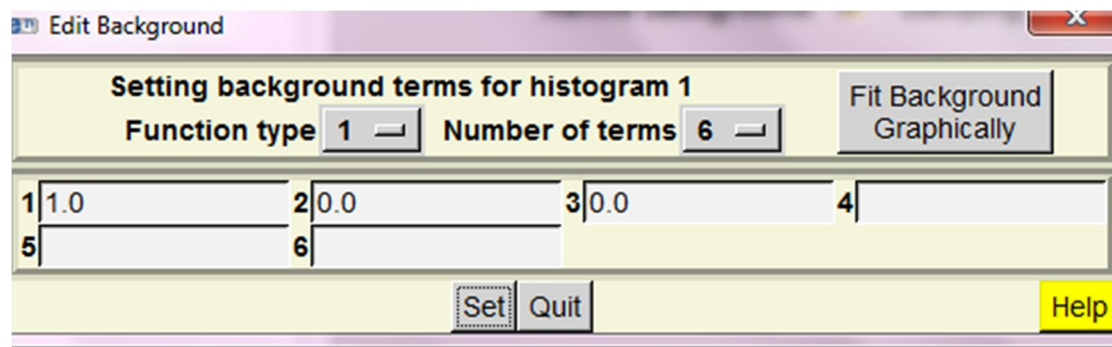 Edit Background
X
Setting background terms for histogram 1
Function type 1 Number of terms 6
Fit Background
Graphically
1 1.0 2 0.0 3 0.0 4
5 6
Set Quit Help